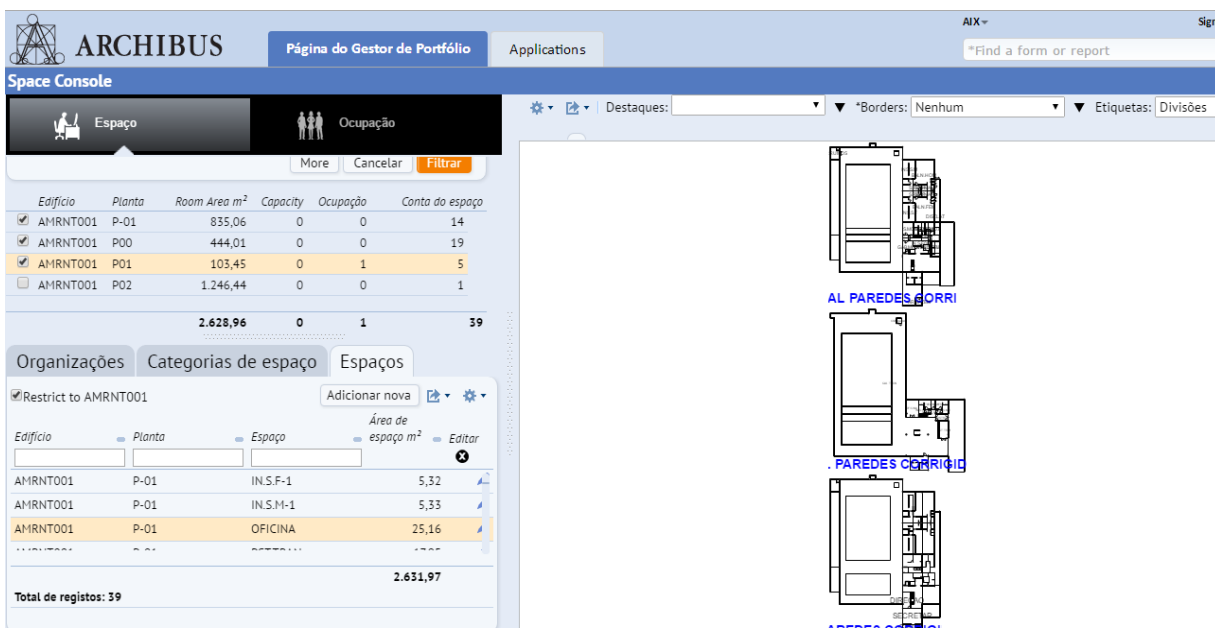 AIX
Sign
ARCHIBUS
Página do Gestor de Portfólio
Applications
*Find a form or report
Space Console
Espaço
Ocupação
Destaques:
*Borders: Nenhum
Etiquetas: Divisões
More Cancelar Filtrar
Edifício Planta Room Area m² Capacity Ocupação Conta do espaço
AMRNT001 P-01 835,06 0 0 14
AMRNT001 P00 444,01 0 0 19
AMRNT001 P01 103,45 0 1 5
AMRNT001 P02 1.246,44 0 0 1
2.628,96 0 1 39
Organizações Categorias de espaço Espaços
Restrict to AMRNT001 Adicionar nova
Edifício Planta Espaço Área de espaço m² Editar
AMRNT001 P-01 IN.S.F-1 5,32
AMRNT001 P-01 IN.S.M-1 5,33
AMRNT001 P-01 OFICINA 25,16
2.631,97
Total de registos: 39
AL PAREDES CORRI
. PAREDES CORRIGID
DIREÇAO
SECRETAR